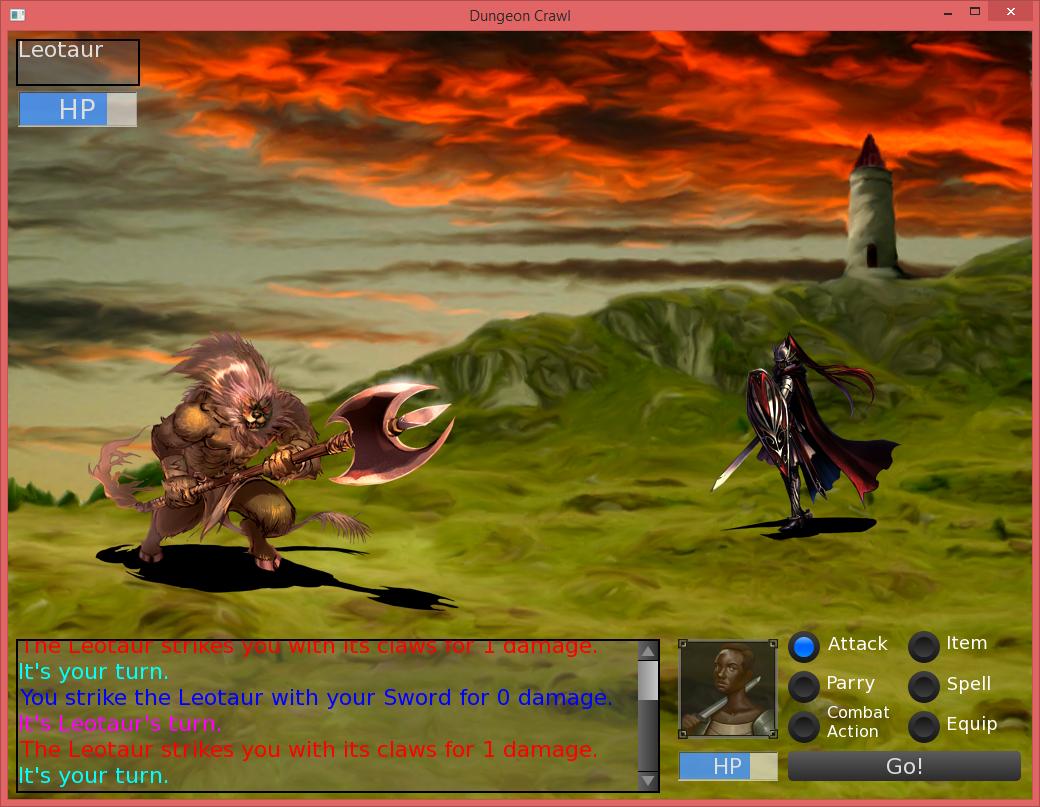 Dungeon Crawl
Leotaur
HP
The Leotaur strikes you with its claws for 1 damage.
It's your turn.
You strike the Leotaur with your Sword for 0 damage.
It's Leotaur's turn.
The Leotaur strikes you with its claws for 1 damage.
It's your turn.
HP
Attack
Item
Parry
Spell
Combat
Action
Equip
Go!